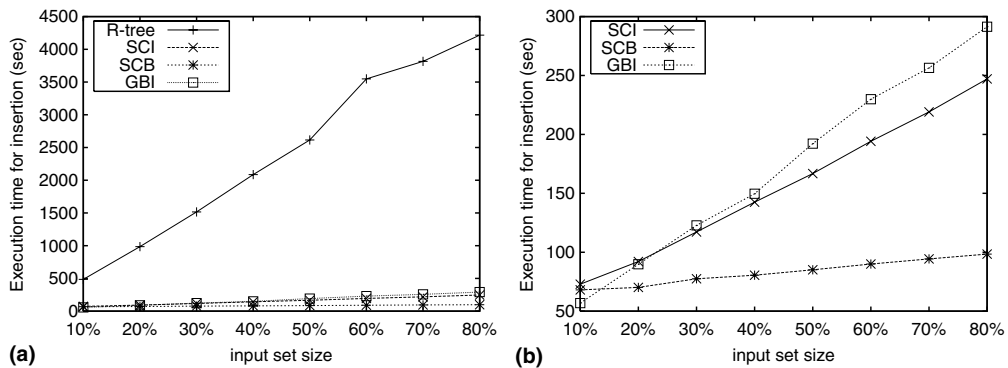 Execution time for insertion (sec)
4500
4000
3500
3000
2500
2000
1500
1000
500
0
R-tree
SCI
SCB
GBI
10% 20% 30% 40% 50% 60% 70% 80%
input set size
(a)
Execution time for insertion (sec)
300
250
200
150
100
50
SCI
SCB
GBI
10% 20% 30% 40% 50% 60% 70% 80%
input set size
(b)